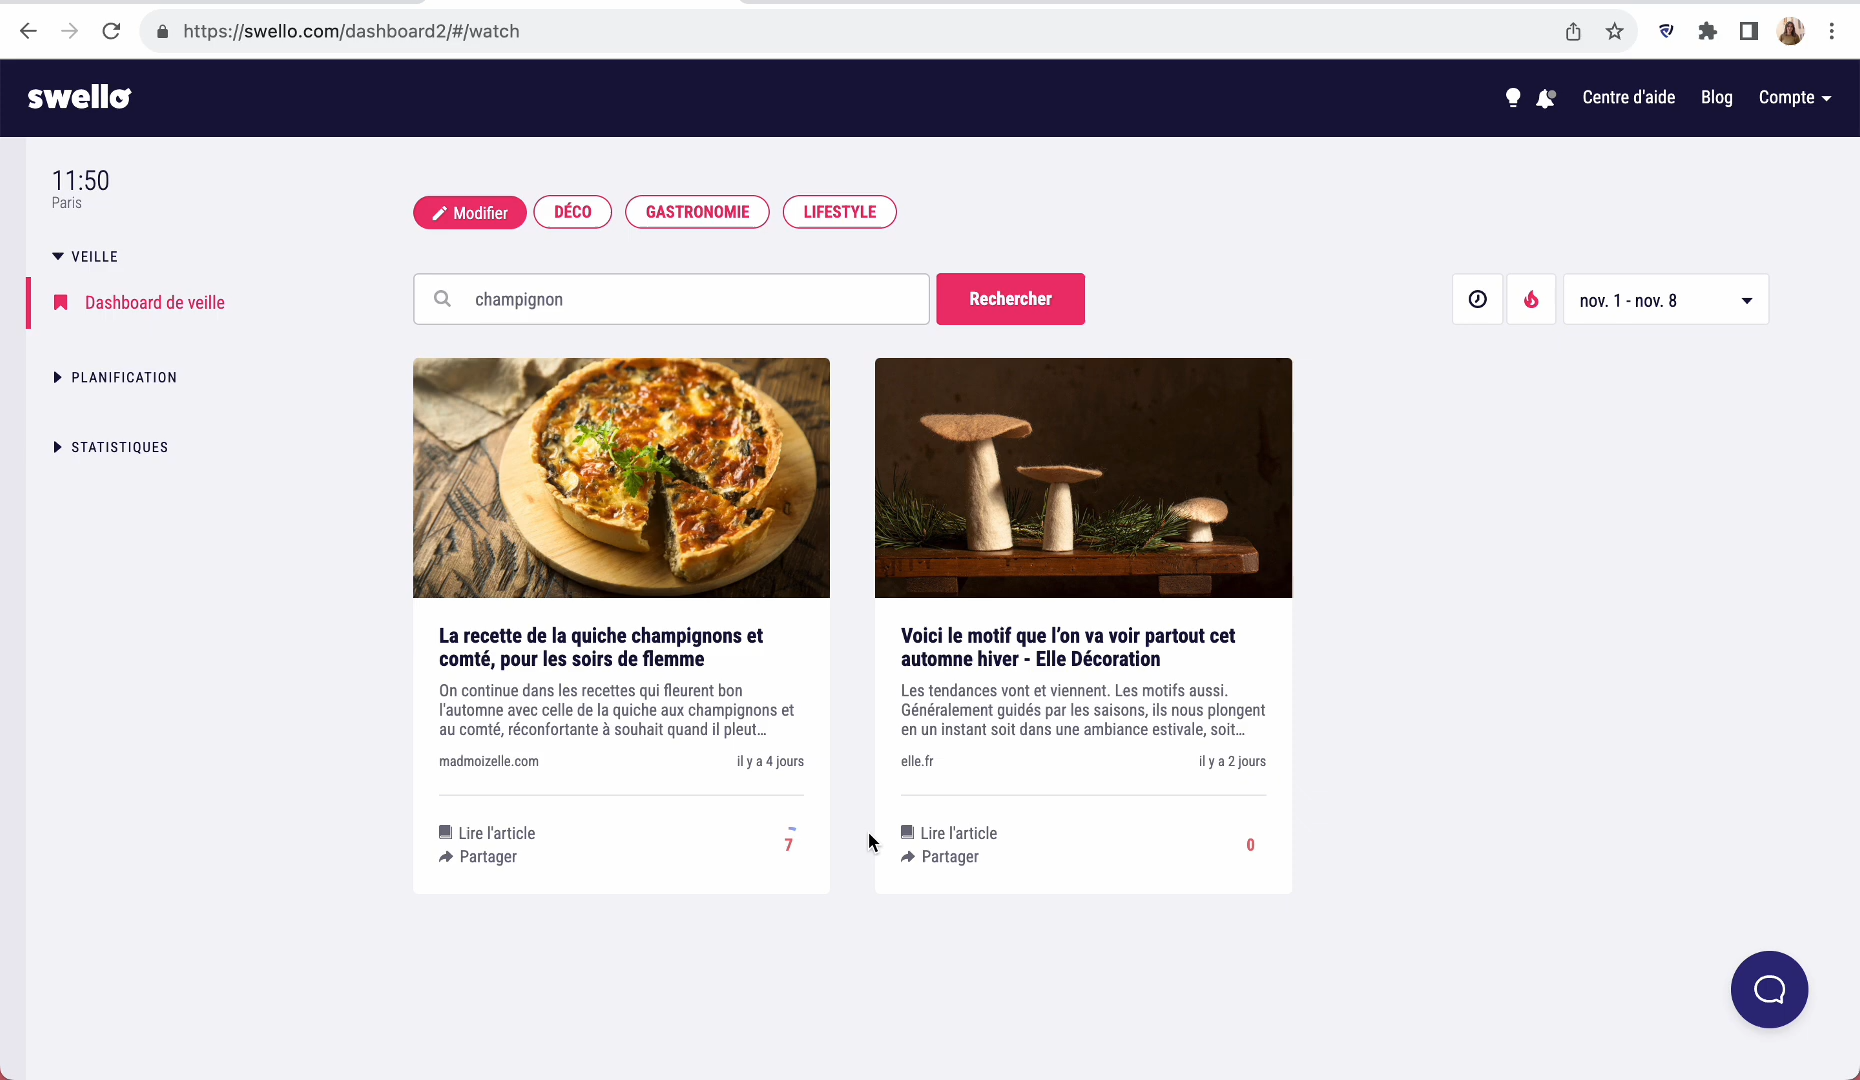 https://swello.com/dashboard2/#/watch
swello
Centre d'aide
Blog
Compte
11:50
Paris
VEILLE
Dashboard de veille
PLANIFICATION
STATISTIQUES
Modifier
DÉCO
GASTRONOMIE
LIFESTYLE
champignon
Rechercher
nov. 1 - nov. 8
La recette de la quiche champignons et
comté, pour les soirs de flemme
On continue dans les recettes qui fleurent bon
l'automne avec celle de la quiche aux champignons et
au comté, réconfortante à souhait quand il pleut...
madmoizelle.com
il y a 4 jours
Lire l'article
Partager
7
Voici le motif que l’on va voir partout cet
automne hiver - Elle Décoration
Les tendances vont et viennent. Les motifs aussi.
Généralement guidés par les saisons, ils nous plongent
en un instant soit dans une ambiance estivale, soit...
elle.fr
il y a 2 jours
Lire l'article
Partager
0